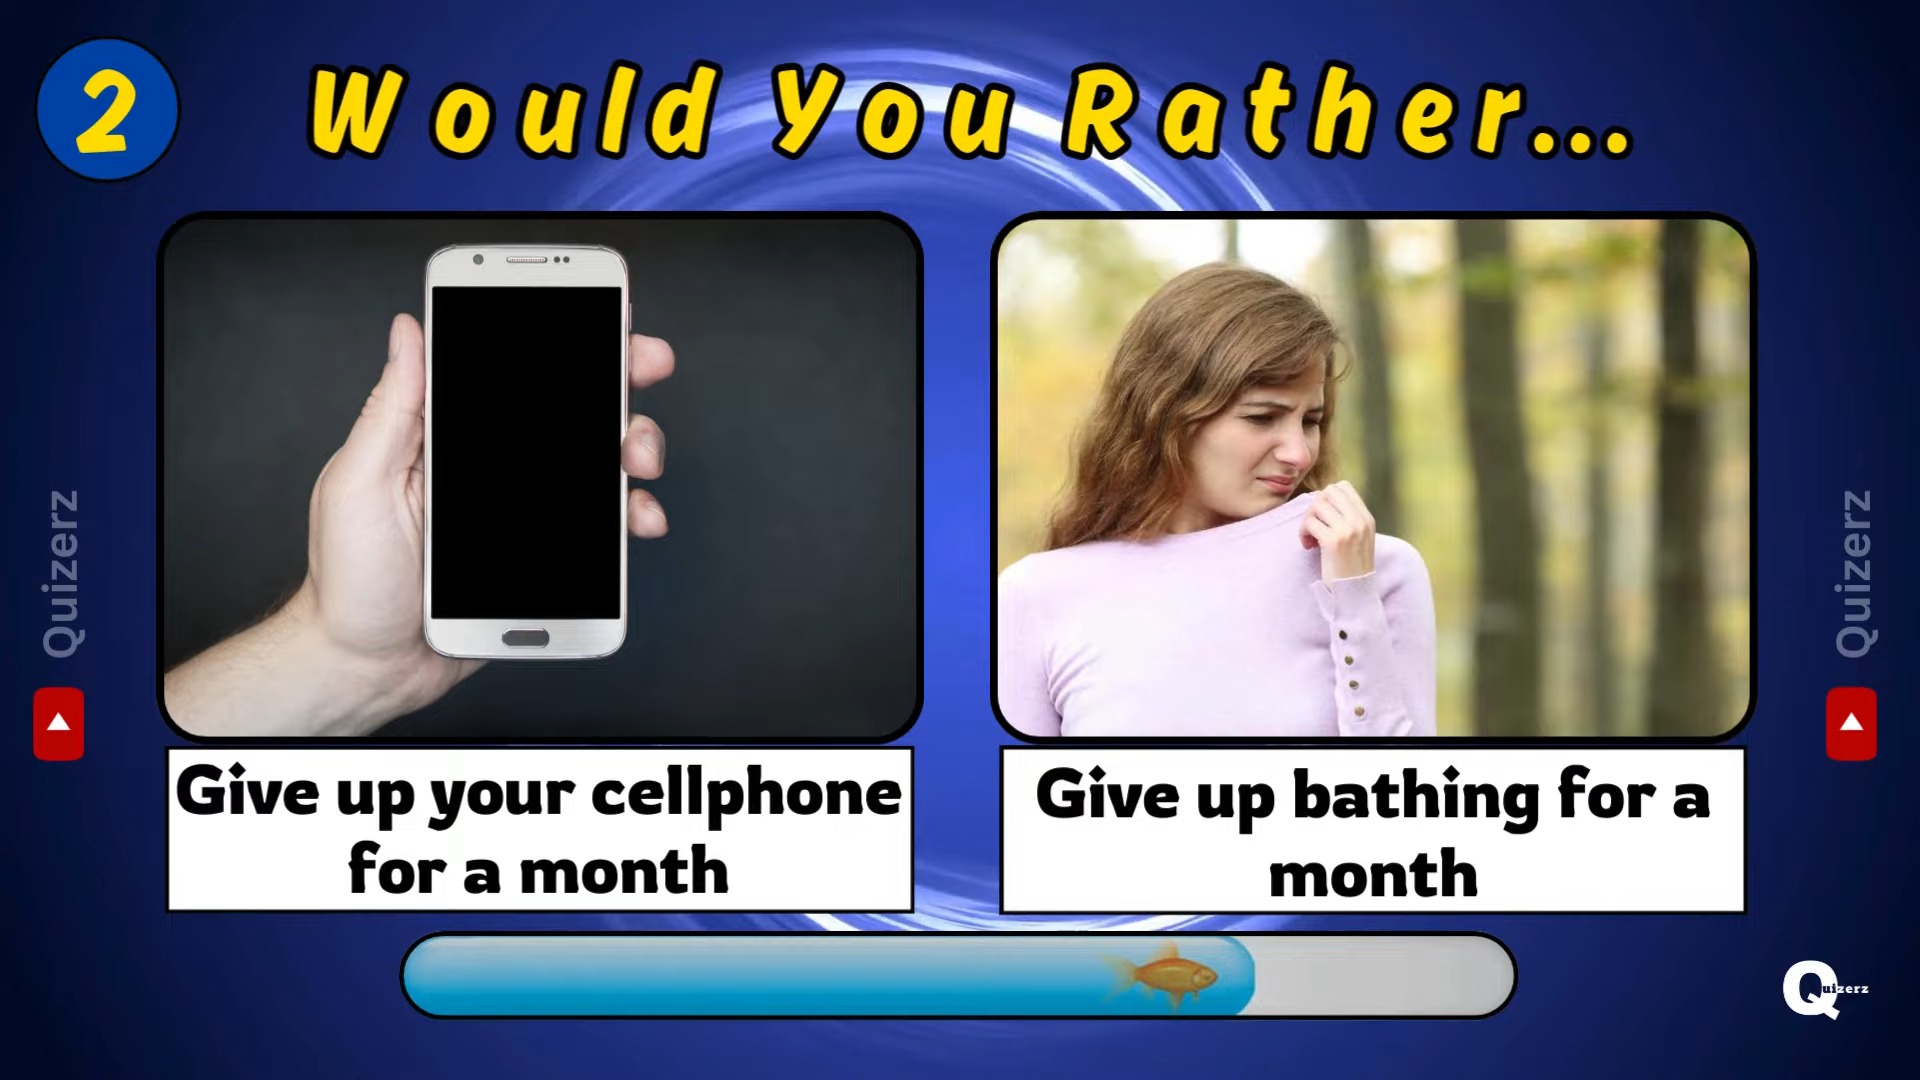 2
Would You Rather...
Give up your cellphone
for a month
Give up bathing for a
month
Quizerz
Quizerz
Quizerz